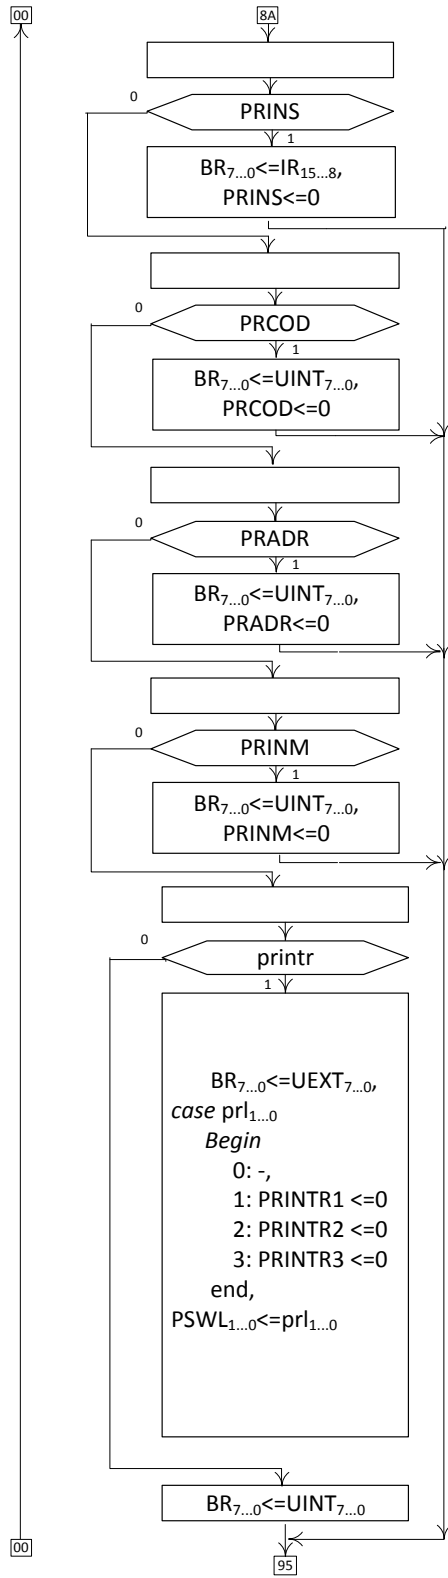 00
8A
0
PRINS
1
BR7...0<=IR15...8,
PRINS<=0
0
PRCOD
1
BR7...0<=UINT7...0,
PRCOD<=0
0
PRADR
1
BR7...0<=UINT7...0,
PRADR<=0
0
PRINM
1
BR7...0<=UINT7...0,
PRINM<=0
0
printr
1
BR7...0<=UEXT7...0,
case prl1...0
Begin
0: -,
1: PRINTR1 <=0
2: PRINTR2 <=0
3: PRINTR3 <=0
end,
PSWL1...0<=prl1...0
BR7...0<=UINT7...0
00
95